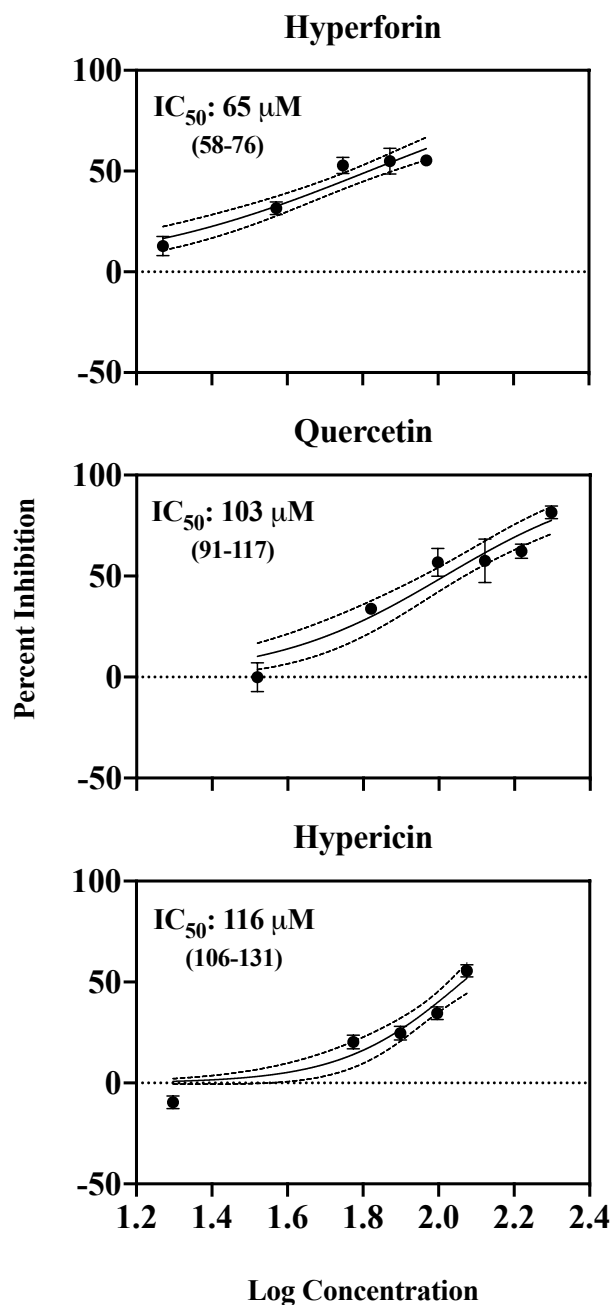 Hyperforin
100
IC50: 65 μM
(58-76)
50
0
-50
Quercetin
100
IC50: 103 μM
(91-117)
50
0
-50
Percent Inhibition
Hypericin
100
IC50: 116 μM
(106-131)
50
0
-50
1.2 1.4 1.6 1.8 2.0 2.2 2.4
Log Concentration